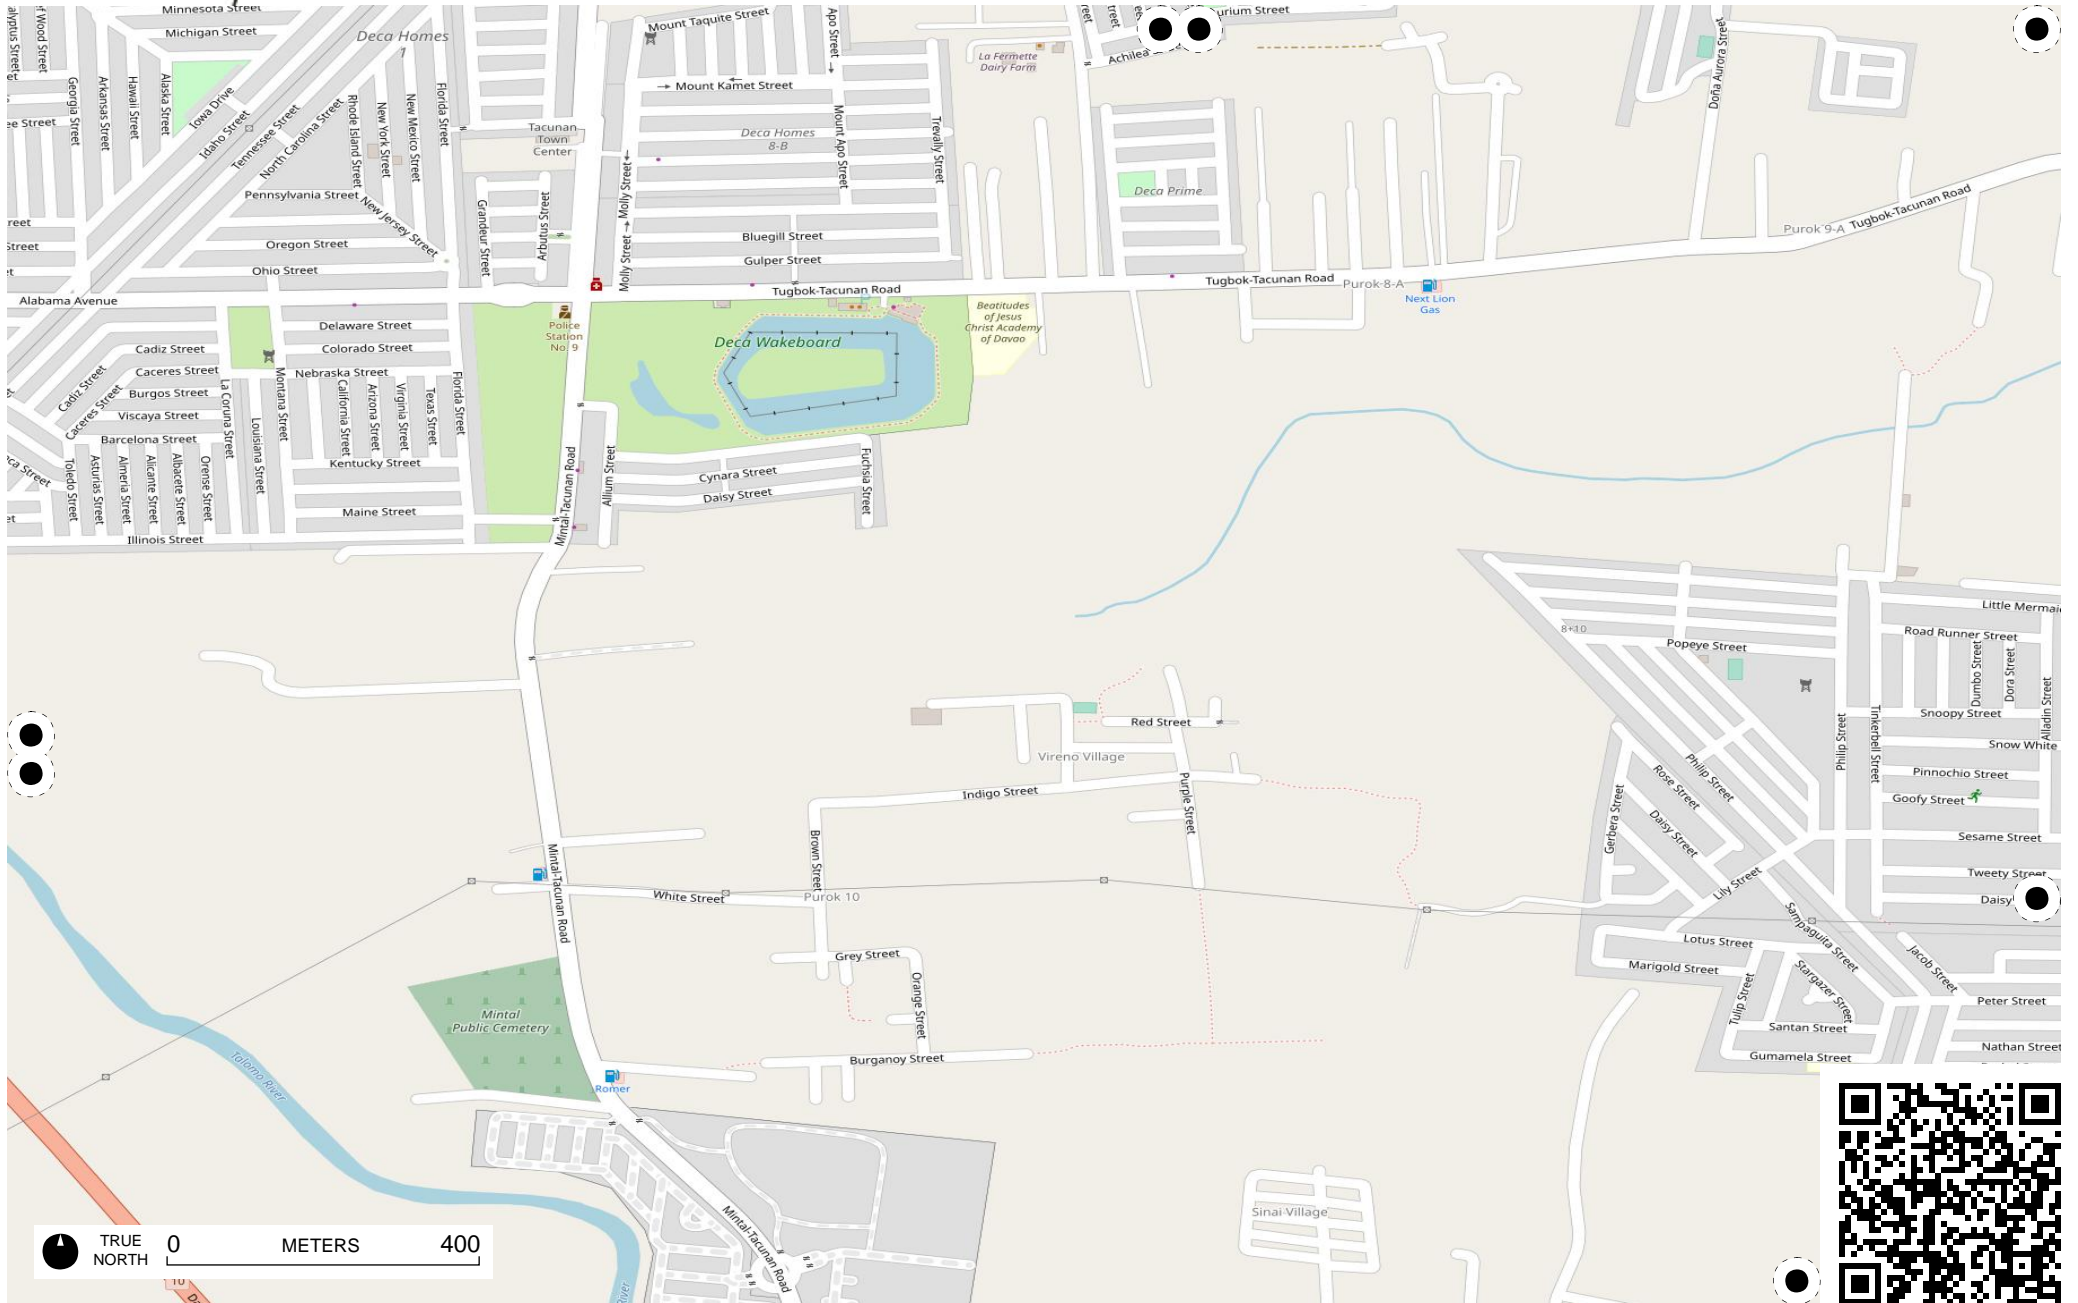 Minnesota Street
Michigan Street
Deca Homes
1
Mount Taquite Street
Apo Street
La Fermette
Dairy Farm
Achilea
Doña Aurora Street
Mount Kamet Street
Georgia Street
Arkansas Street
Hawaii Street
Alaska Street
Iowa Drive
Idaho Street
Tennessee Street
North Carolina Street
Rhode Island Street
New York Street
New Mexico Street
Florida Street
Tacunan
Town
Center
Deca Homes
8-B
Mount Apo Street
Trevally Street
Molly Street
Molly Street
Deca Prime
Pennsylvania Street
New Jersey Street
Grandeur Street
Arbutus Street
Oregon Street
Ohio Street
Bluegill Street
Gulper Street
Alabama Avenue
Tugbok-Tacunan Road
Tugbok-Tacunan Road
Purok 8-A
Next Lion
Gas
Purok 9-A
Tugbok-Tacunan Road
Police
Station
No. 9
Deca Wakeboard
Beatitudes
of Jesus
Christ Academy
of Davao
Delaware Street
Colorado Street
Nebraska Street
Cadiz Street
Caceres Street
Burgos Street
Viscaya Street
Barcelona Street
Cadiz Street
Caceres Street
La Coruna Street
Louisiana Street
Montana Street
California Street
Arizona Street
Virginia Street
Texas Street
Florida Street
Kentucky Street
Maine Street
Illinois Street
Toledo Street
Asturias Street
Almeria Street
Alicante Street
Albacete Street
Orense Street
Mintal-Tacunan Road
Allium Street
Cynara Street
Daisy Street
Fuchsia Street
8+10
Popeye Street
Road Runner Street
Dumbo Street
Dora Street
Alladin Street
Snoopy Street
Snow White
Pinnochio Street
Goofy Street
Sesame Street
Tweety Street
Daisy
Philip Street
Tinkerbell Street
Philip Street
Rose Street
Daisy Street
Gerbera Street
Lily Street
Sampaguita Street
Lotus Street
Marigold Street
Tulip Street
Stargazer Street
Jacob Street
Peter Street
Santan Street
Nathan Street
Gumamela Street
Red Street
Vireno Village
Indigo Street
Purple Street
Brown Street
Mintal-Tacunan Road
White Street
Purok 10
Grey Street
Orange Street
Burganoy Street
Mintal
Public Cemetery
Romer
Talomo River
Mintal-Tacunan Road
Sinai Village
TRUE
NORTH
0
METERS
400
10
River